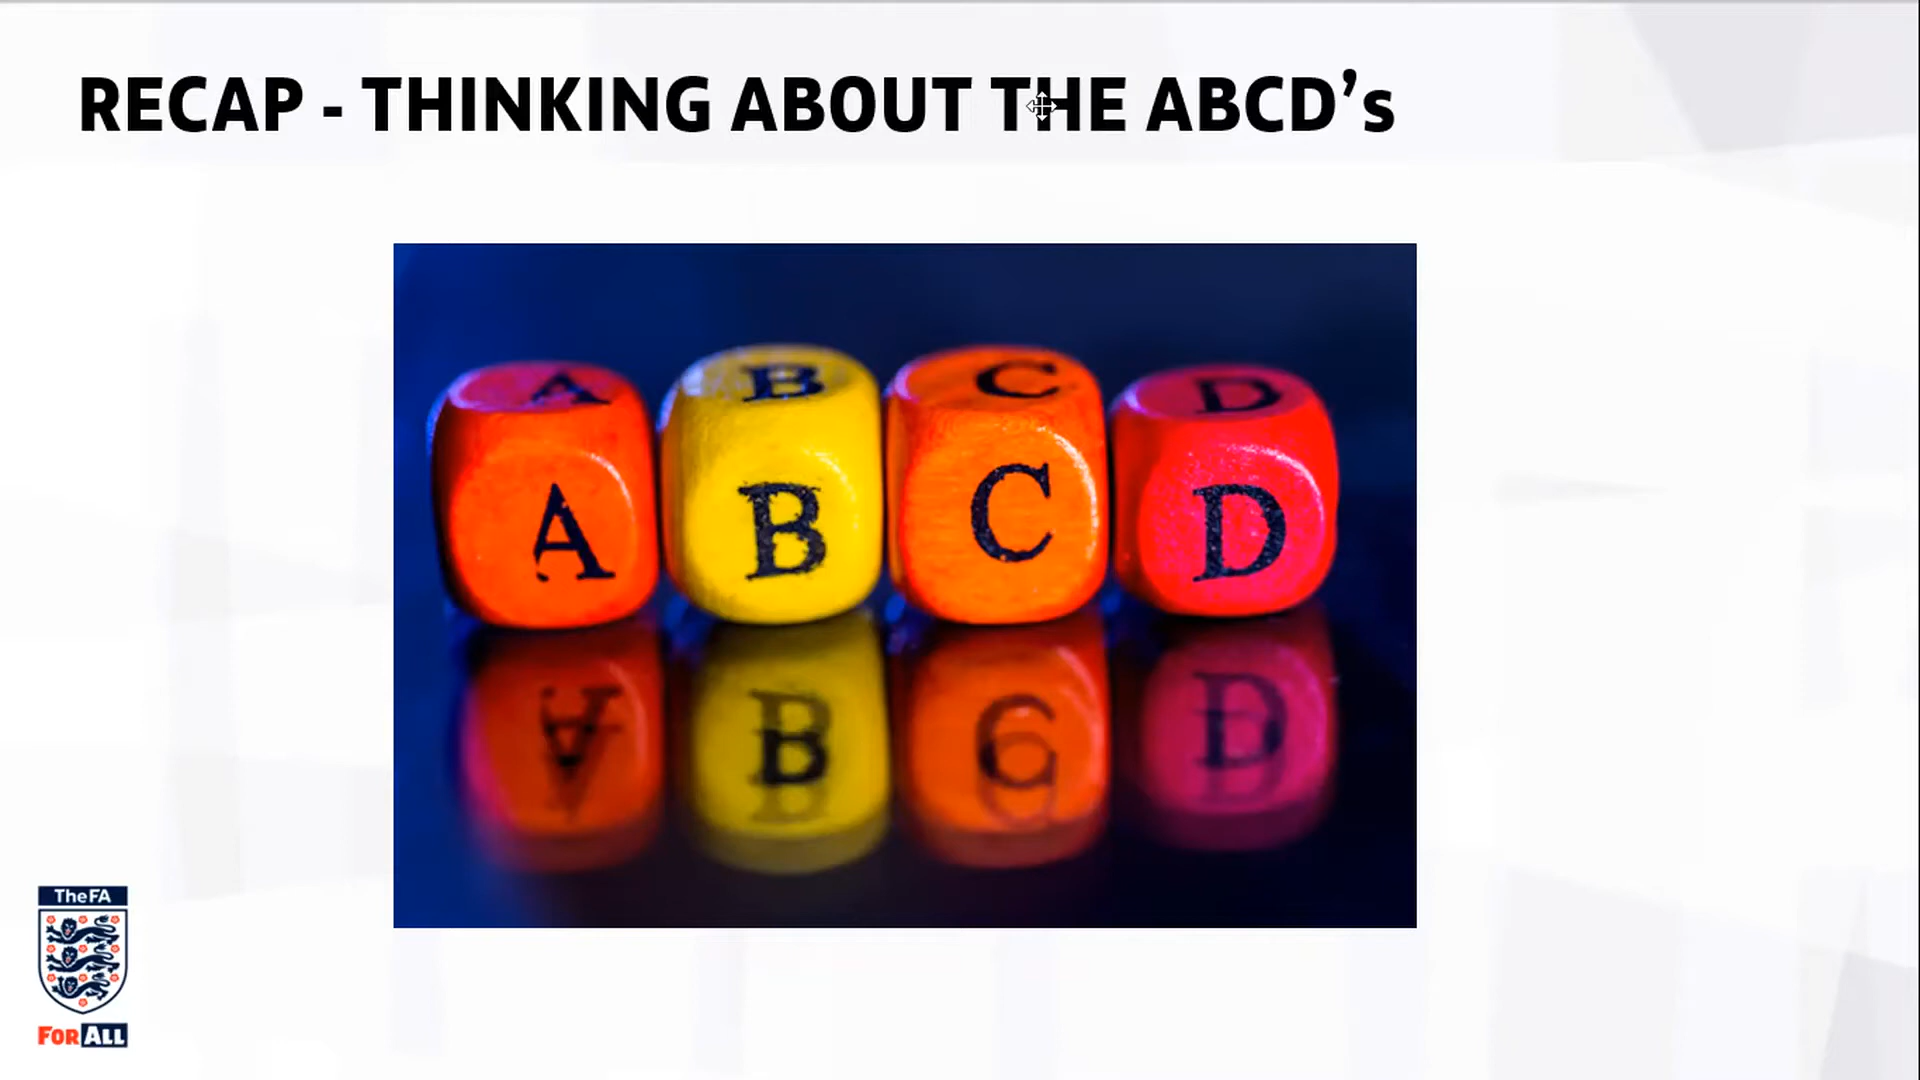 RECAP - THINKING ABOUT THE ABCD’s
A B C D
A B C D
The FA
FOR ALL